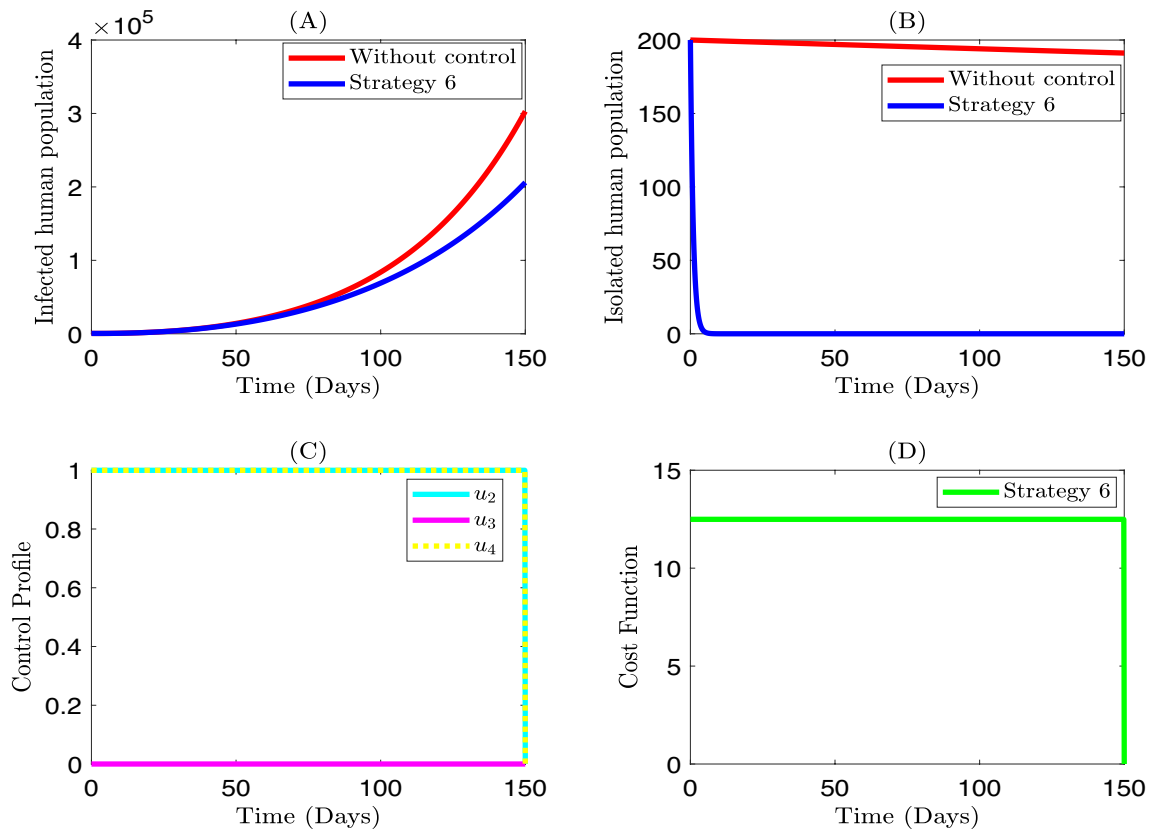 (A)
×10⁵
4
3
2
1
0
0 50 100 150
Infected human population
Time (Days)
Without control
Strategy 6
(B)
200
150
100
50
0
0 50 100 150
Isolated human population
Time (Days)
Without control
Strategy 6
(C)
1
0.8
0.6
0.4
0.2
0
0 50 100 150
Control Profile
Time (Days)
u₂
u₃
u₄
(D)
15
10
5
0
0 50 100 150
Cost Function
Time (Days)
Strategy 6